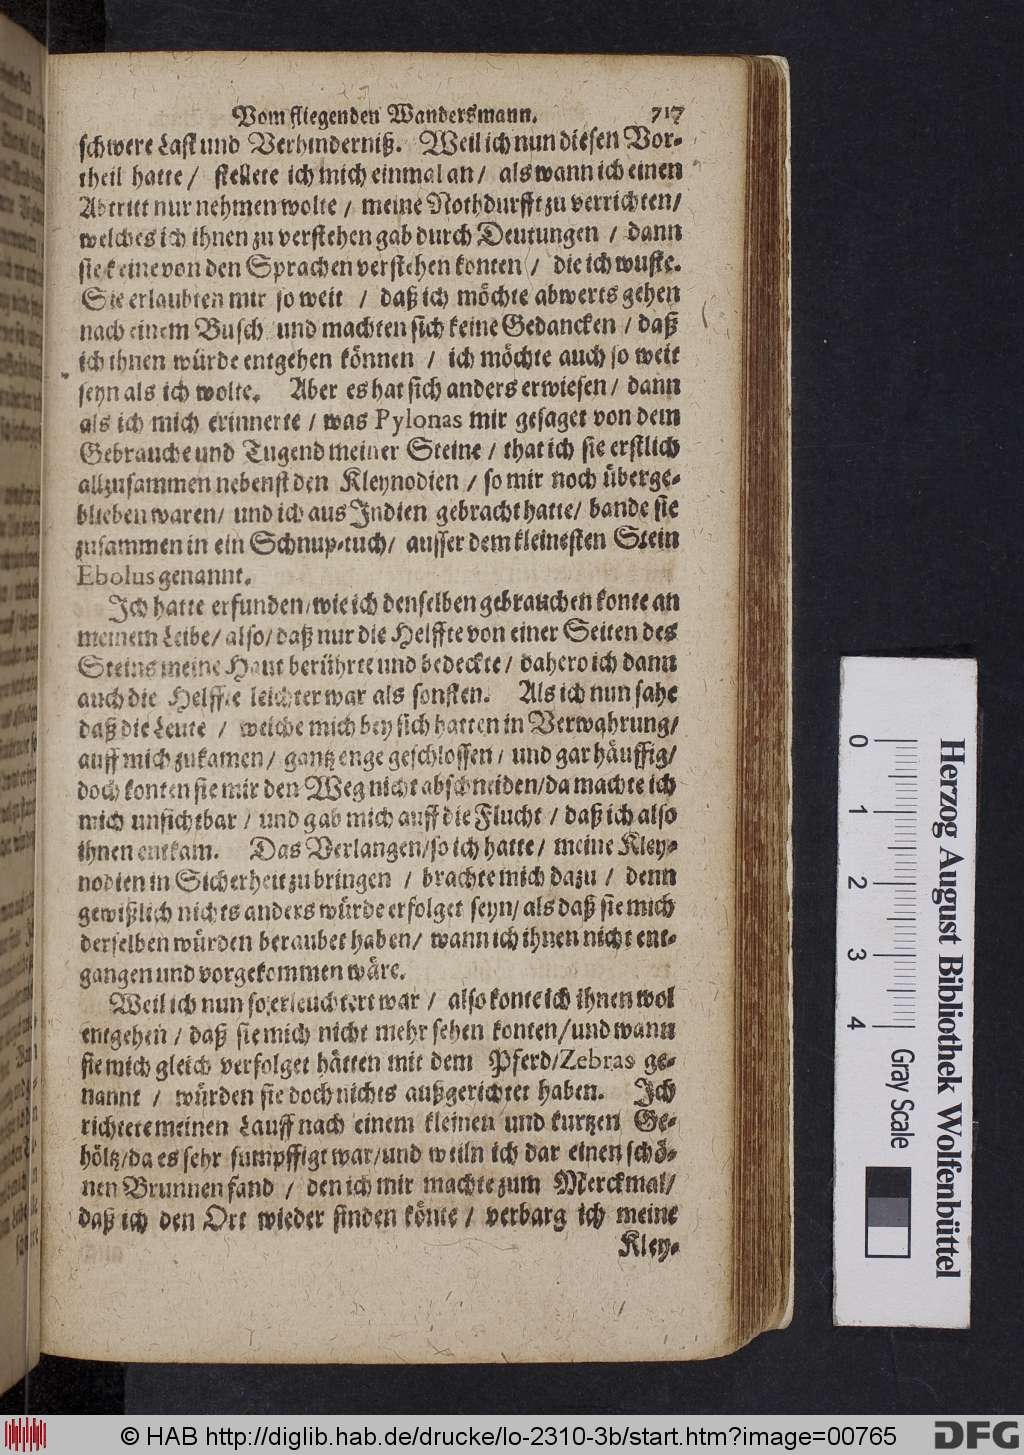 Vom fliegenden Wandersmann. 717
schwere Last und Verhinderniß. Weil ich nun diesen Vor-
theil hatte / stellete ich mich einmal an / als wann ich einen
Abtritt nur nehmen wolte / meine Nothdurfft zu verrichten/
welches ich ihnen zu verstehen gab durch Deutungen / dann
sie keine von den Sprachen verstehen konten / die ich wuste.
Sie erlaubten mir so weit / daß ich möchte abwerts gehen
nach einem Busch und machten sich keine Gedancken / daß
ich ihnen würde entgehen können / ich möchte auch so weit
seyn als ich wolte. Aber es hat sich anders erwiesen / dann
als ich mich erinnerte / was Pylonas mir gesaget von dem
Gebrauche und Tugend meiner Steine / that ich sie erstlich
allzusammen nebenst den Kleynodien / so mir noch überge-
blieben waren/ und ich aus Indien gebracht hatte/ bande sie
zusammen in ein Schnup-tuch/ ausser dem kleinesten Stein
Ebolus genannt.
Ich hatte erfunden/wie ich denselben gebrauchen konte an
meinem Leibe/ also/ daß nur die Helffte von einer Seiten des
Steins meine Haut berührte und bedeckte / dahero ich dann
auch die Helffte leichter war als sonsten. Als ich nun sahe
daß die Leute / welche mich bey sich hatten in Verwahrung/
auff mich zukamen / gantz enge geschlossen / und gar häuffig/
doch konten sie mir den Weg nicht abschneiden/da machte ich
mich unsichtbar / und gab mich auff die Flucht / daß ich also
ihnen entkam. Das Verlangen/so ich hatte/ meine Kley-
nodien in Sicherheit zu bringen / brachte mich dazu / denn
gewißlich nichts anders würde erfolget seyn/ als daß sie mich
derselben würden beraubet haben/ wann ich ihnen nicht ent-
gangen und vorgekommen wäre.
Weil ich nun so erleuchtert war / also konte ich ihnen wol
entgehen / daß sie mich nicht mehr sehen konten/und wann
sie mich gleich verfolget hätten mit dem Pferd/Zebras ge-
nannt / würden sie doch nichts außgerichtet haben. Ich
richtete meinen Lauff nach einem kleinen und kurtzen Ge-
höltz/da es sehr sumpffigt war/und weiln ich dar einen schö-
nen Brunnen fand / den ich mir machte zum Merckmal/
daß ich den Ort wieder finden könte / verbarg ich meine
Kley-
Herzog August Bibliothek Wolfenbüttel
0 1 2 3 4 Gray Scale
© HAB http://diglib.hab.de/drucke/lo-2310-3b/start.htm?image=00765
DFG